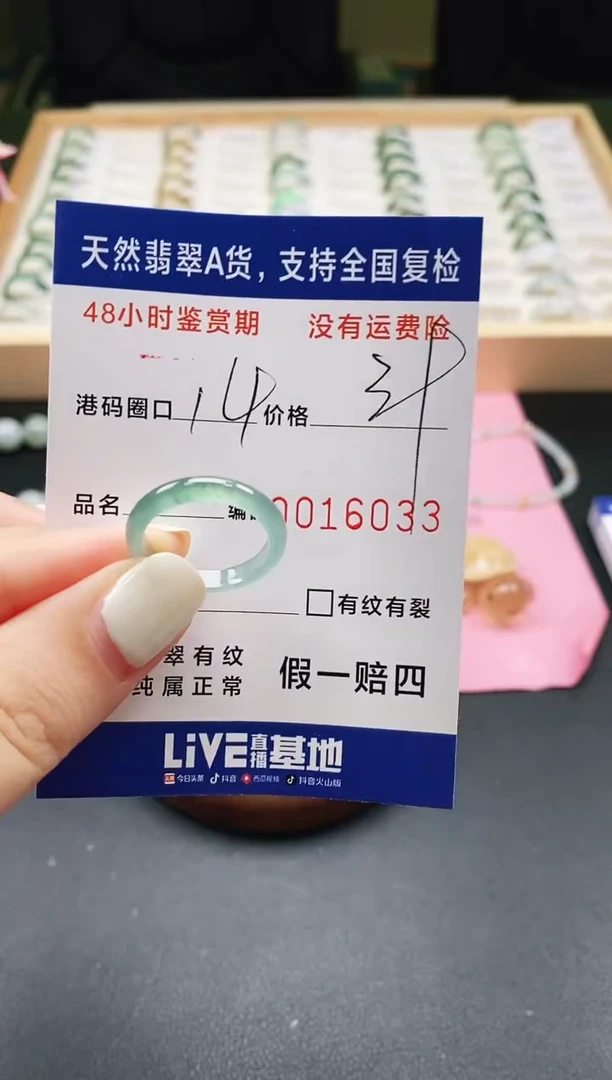 天然翡翠A货，支持全国复检
48小时鉴赏期 没有运费险
港码圈口 14 价格
品名 编 0016033
有纹有裂
翠有纹
纯属正常
假一赔四
LiVE直播基地
今日头条 抖音 西瓜视频 抖音火山版